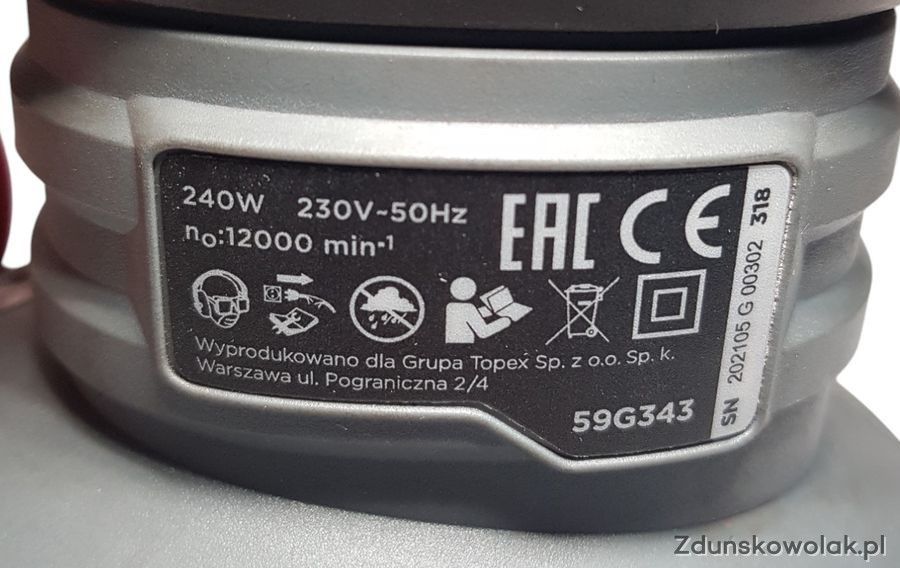 240W 230V~50Hz
n₀:12000 min⁻¹
EAC CE
Wyprodukowano dla Grupa Topex Sp. z o.o. Sp. k.
Warszawa ul. Pograniczna 2/4
59G343
SN 202105 G 00302 318
Zdunskowolak.pl